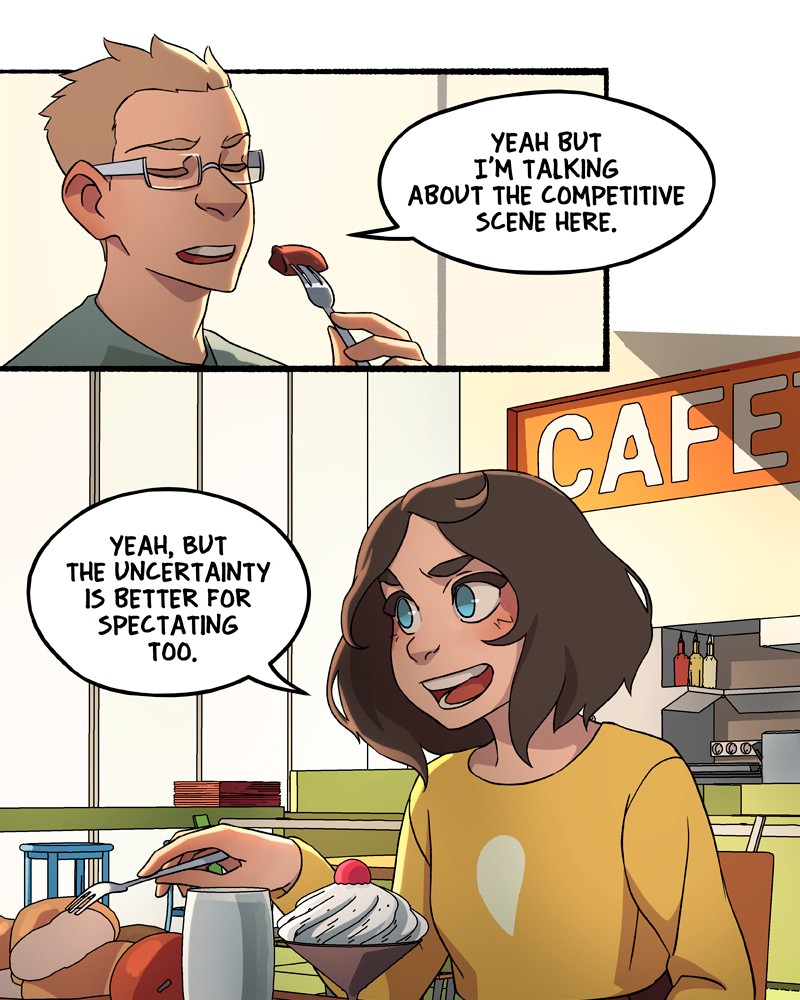 YEAH BUT
I'M TALKING
ABOUT THE COMPETITIVE
SCENE HERE.
CAFE
YEAH, BUT
THE UNCERTAINTY
IS BETTER FOR
SPECTATING
TOO.